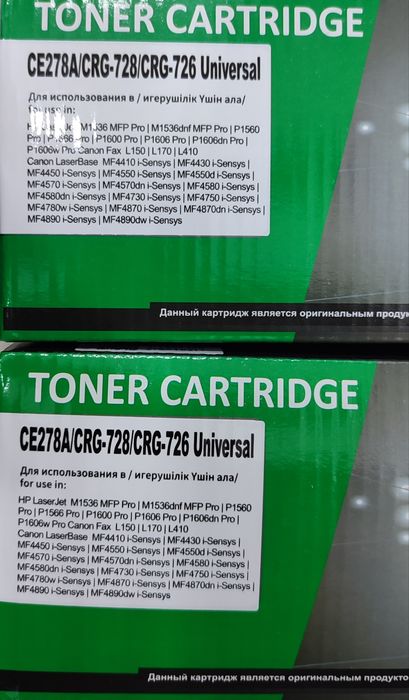 TONER CARTRIDGE
CE278A/CRG-728/CRG-726 Universal
Для использования в / игерушілік Үшін ала/
for use in:
HP LaserJet M1536 MFP Pro | M1536dnf MFP Pro | P1560
Pro | P1566 Pro | P1600 Pro | P1606 Pro | P1606dn Pro |
P1606w Pro Canon Fax L150 | L170 | L410
Canon LaserBase MF4410 i-Sensys | MF4430 i-Sensys |
MF4450 i-Sensys | MF4550 i-Sensys | MF4550d i-Sensys |
MF4570 i-Sensys | MF4570dn i-Sensys | MF4580 i-Sensys |
MF4580dn i-Sensys | MF4730 i-Sensys | MF4750 i-Sensys |
MF4780w i-Sensys | MF4870 i-Sensys | MF4870dn i-Sensys |
MF4890 i-Sensys | MF4890dw i-Sensys
Данный картридж является оригинальным продук
TONER CARTRIDGE
CE278A/CRG-728/CRG-726 Universal
Для использования в / игерушілік Үшін ала/
for use in:
HP LaserJet M1536 MFP Pro | M1536dnf MFP Pro | P1560
Pro | P1566 Pro | P1600 Pro | P1606 Pro | P1606dn Pro |
P1606w Pro Canon Fax L150 | L170 | L410
Canon LaserBase MF4410 i-Sensys | MF4430 i-Sensys |
MF4450 i-Sensys | MF4550 i-Sensys | MF4550d i-Sensys |
MF4570 i-Sensys | MF4570dn i-Sensys | MF4580 i-Sensys |
MF4580dn i-Sensys | MF4730 i-Sensys | MF4750 i-Sensys |
MF4780w i-Sensys | MF4870 i-Sensys | MF4870dn i-Sensys |
MF4890 i-Sensys | MF4890dw i-Sensys
Данный картридж является оригинальным продукто